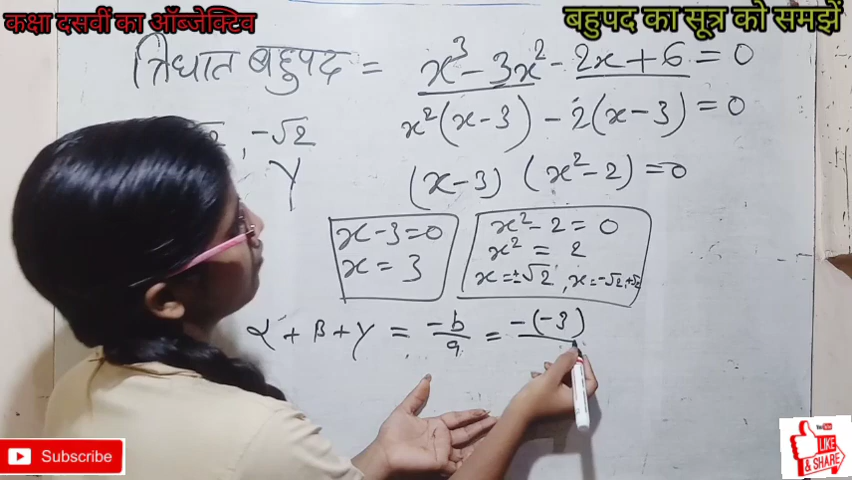 कक्षा दसवीं का ऑब्जेक्टिव
बहुपद का सूत्र को समझें
त्रिघात बहुपद = x³ - 3x² - 2x + 6 = 0
x²(x-3) - 2(x-3) = 0
√2, -√2
γ
(x-3) (x²-2) = 0
x-3=0
x = 3
x²-2 = 0
x² = 2
x = ±√2, x = -√2, +√2
α + β + γ = -b/a = -(-3)
Subscribe
YouTube
LIKE
& SHARE